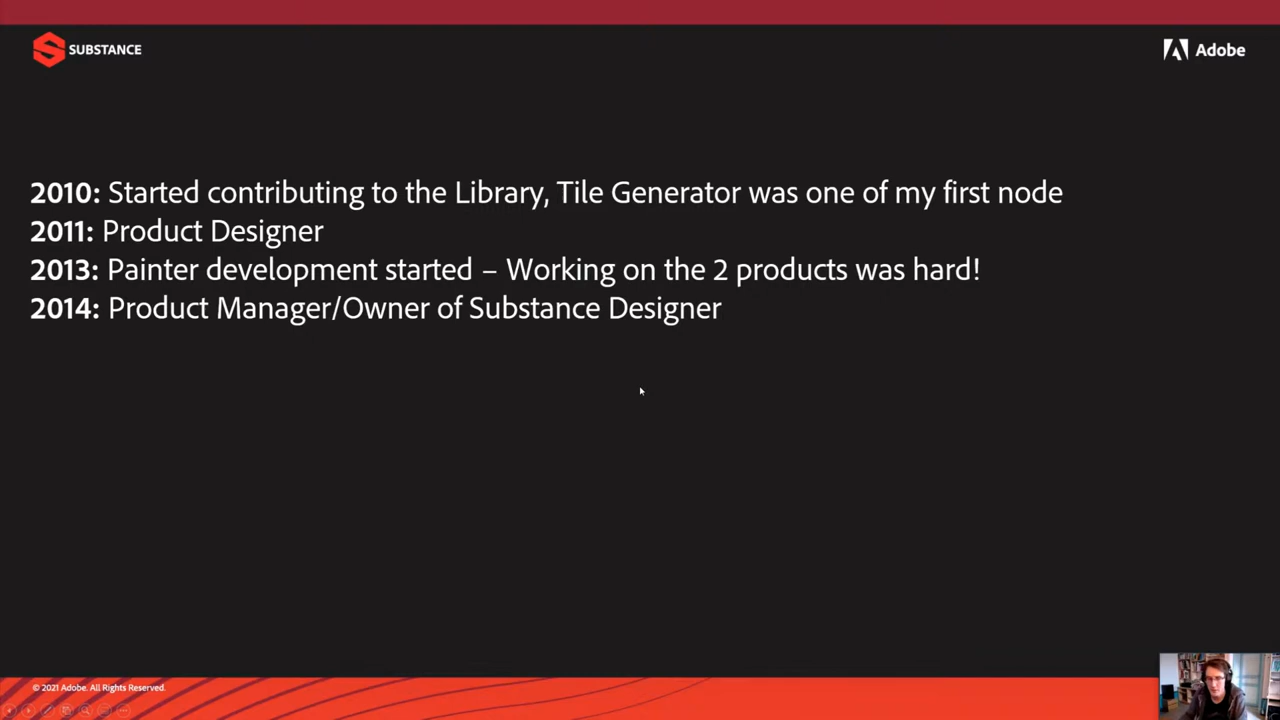 SUBSTANCE
Adobe
2010: Started contributing to the Library, Tile Generator was one of my first node
2011: Product Designer
2013: Painter development started – Working on the 2 products was hard!
2014: Product Manager/Owner of Substance Designer
© 2021 Adobe. All Rights Reserved.